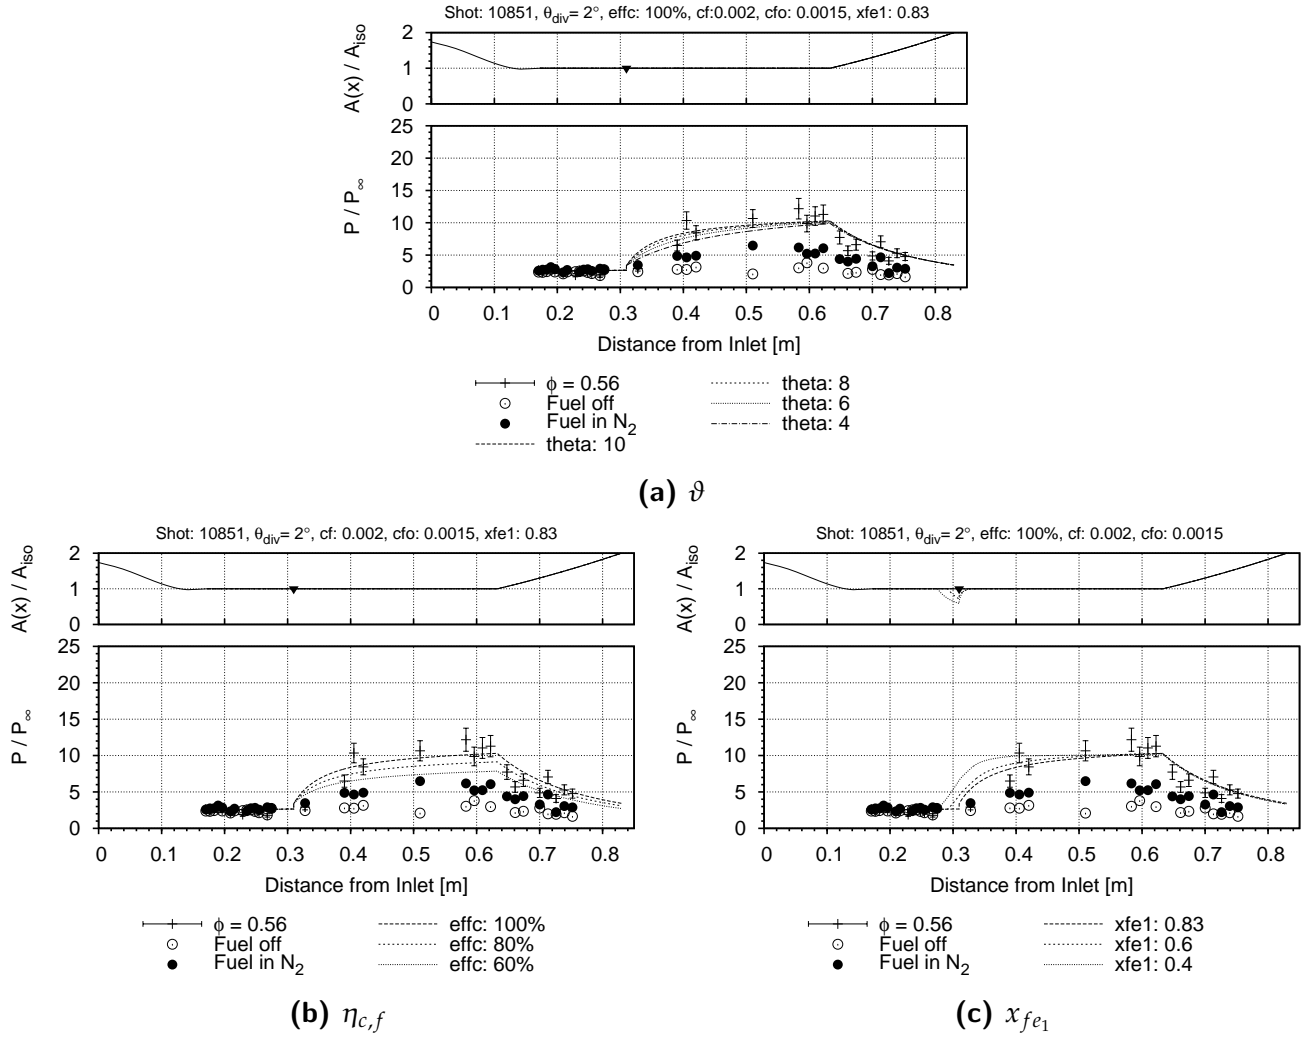 Shot: 10851, θdiv= 2°, effc: 100%, cf:0.002, cfo: 0.0015, xfe1: 0.83
A(x) / Aiso
2
1
0
P / P∞
25
20
15
10
5
0
0 0.1 0.2 0.3 0.4 0.5 0.6 0.7 0.8
Distance from Inlet [m]
ϕ = 0.56
Fuel off
Fuel in N2
theta: 10
theta: 8
theta: 6
theta: 4
(a) ϑ
Shot: 10851, θdiv= 2°, cf: 0.002, cfo: 0.0015, xfe1: 0.83
A(x) / Aiso
2
1
0
P / P∞
25
20
15
10
5
0
0 0.1 0.2 0.3 0.4 0.5 0.6 0.7 0.8
Distance from Inlet [m]
ϕ = 0.56
Fuel off
Fuel in N2
effc: 100%
effc: 80%
effc: 60%
(b) ηc,f
Shot: 10851, θdiv= 2°, effc: 100%, cf: 0.002, cfo: 0.0015
A(x) / Aiso
2
1
0
P / P∞
25
20
15
10
5
0
0 0.1 0.2 0.3 0.4 0.5 0.6 0.7 0.8
Distance from Inlet [m]
ϕ = 0.56
Fuel off
Fuel in N2
xfe1: 0.83
xfe1: 0.6
xfe1: 0.4
(c) xfe1